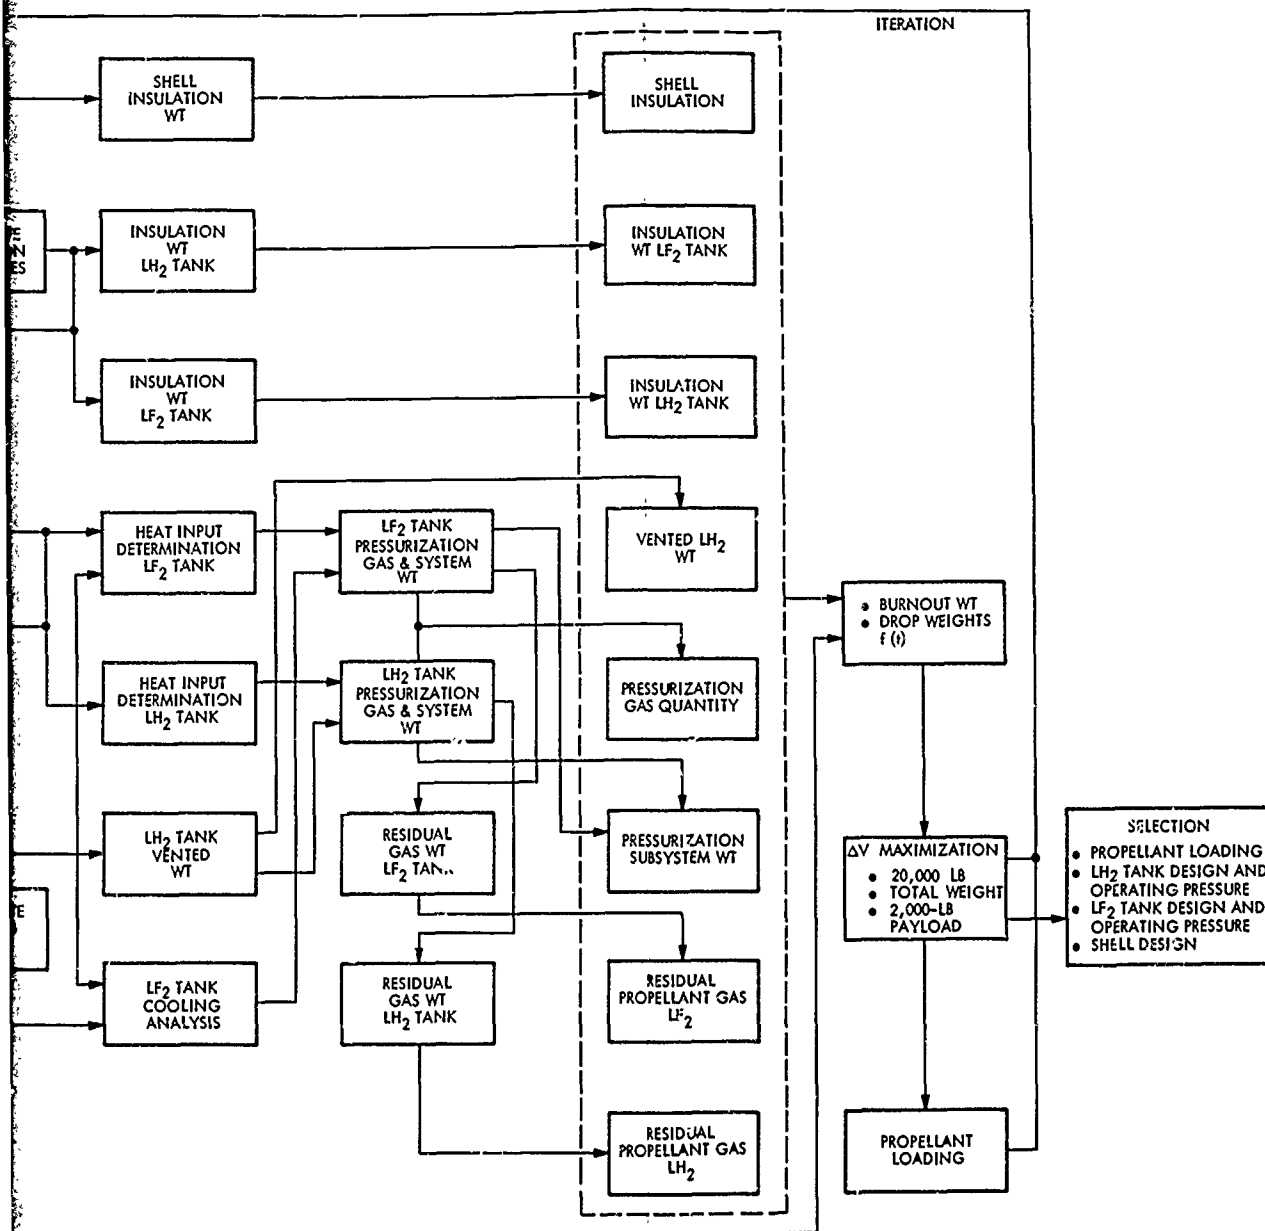 ITERATION
SHELL
INSULATION
WT
SHELL
INSULATION
INSULATION
WT
LH2 TANK
INSULATION
WT LF2 TANK
INSULATION
WT
LF2 TANK
INSULATION
WT LH2 TANK
HEAT INPUT
DETERMINATION
LF2 TANK
LF2 TANK
PRESSURIZATION
GAS & SYSTEM
WT
VENTED LH2
WT
HEAT INPUT
DETERMINATION
LH2 TANK
LH2 TANK
PRESSURIZATION
GAS & SYSTEM
WT
PRESSURIZATION
GAS QUANTITY
• BURNOUT WT
• DROP WEIGHTS
f (t)
LH2 TANK
VENTED
WT
RESIDUAL
GAS WT
LF2 TANK
PRESSURIZATION
SUBSYSTEM WT
ΔV MAXIMIZATION
• 20,000 LB
• TOTAL WEIGHT
• 2,000-LB
PAYLOAD
SELECTION
• PROPELLANT LOADING
• LH2 TANK DESIGN AND
OPERATING PRESSURE
• LF2 TANK DESIGN AND
OPERATING PRESSURE
• SHELL DESIGN
LF2 TANK
COOLING
ANALYSIS
RESIDUAL
GAS WT
LH2 TANK
RESIDUAL
PROPELLANT GAS
LF2
RESIDUAL
PROPELLANT GAS
LH2
PROPELLANT
LOADING